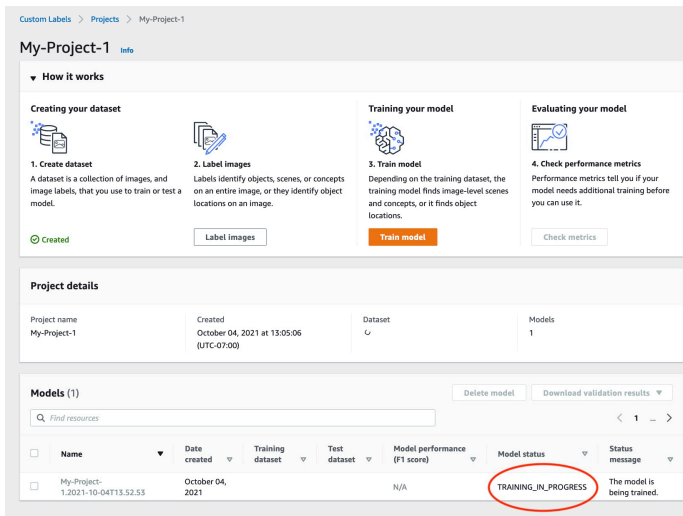 Custom Labels > Projects > My-Project-1
My-Project-1 Info
How it works
Creating your dataset
1. Create dataset
A dataset is a collection of images, and
image labels, that you use to train or test a
model.
Created
2. Label images
Labels identify objects, scenes, or concepts
on an entire image, or they identify object
locations on an image.
Label images
Training your model
3. Train model
Depending on the training dataset, the
training model finds image-level scenes
and concepts, or it finds object
locations.
Train model
Evaluating your model
4. Check performance metrics
Performance metrics tell you if your
model needs additional training before
you can use it.
Check metrics
Project details
Project name
My-Project-1
Created
October 04, 2021 at 13:05:06
(UTC-07:00)
Dataset
Models
1
Models (1)
Delete model
Download validation results
Find resources
< 1 ... >
Name
Date
created
Training
dataset
Test
dataset
Model performance
(F1 score)
Model status
Status
message
My-Project-
1.2021-10-04T13.52.53
October 04,
2021
N/A
TRAINING_IN_PROGRESS
The model is
being trained.